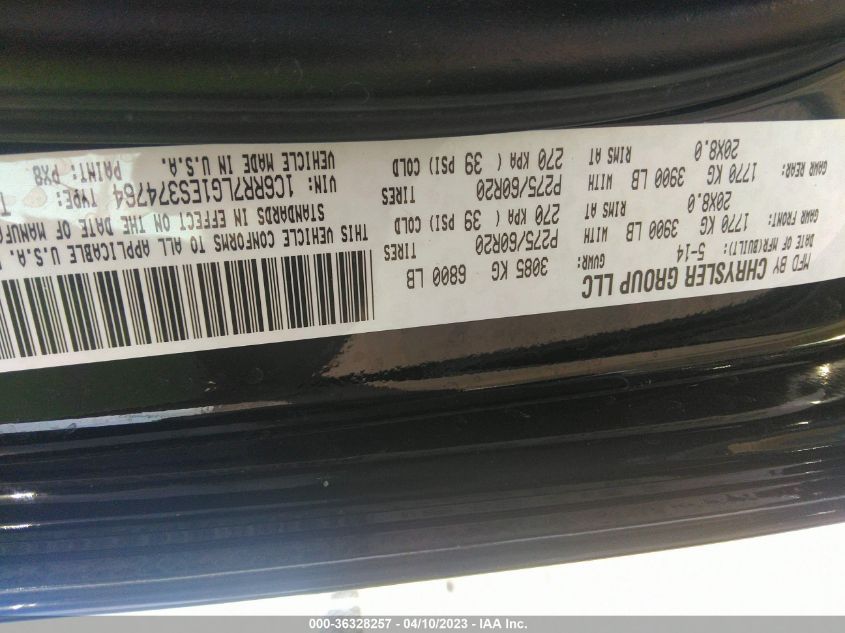 MFD BY CHRYSLER GROUP LLC
DATE OF MFR (BUILT): 5-14 GVWR: 3085 KG 6800 LB
GAWR FRONT: 1770 KG 3900 LB WITH P275/60R20 TIRES
20X8.0 RIMS AT 270 KPA ( 39 PSI) COLD
GAWR REAR: 1770 KG 3900 LB WITH P275/60R20 TIRES
20X8.0 RIMS AT 270 KPA ( 39 PSI) COLD
THIS VEHICLE CONFORMS TO ALL APPLICABLE U.S.A.
STANDARDS IN EFFECT ON THE DATE OF
VIN: 1C6RR7LG1ES374764 TYPE:
VEHICLE MADE IN U.S.A. PAINT: PX8
000-36328257 - 04/10/2023 - IAA Inc.